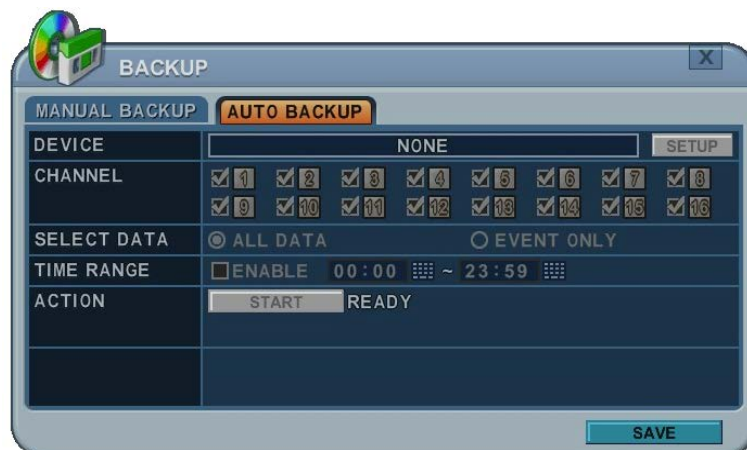 BACKUP X
MANUAL BACKUP AUTO BACKUP
DEVICE NONE SETUP
CHANNEL 1 2 3 4 5 6 7 8
9 10 11 12 13 14 15 16
SELECT DATA ALL DATA EVENT ONLY
TIME RANGE ENABLE 00:00 ~ 23:59
ACTION START READY
SAVE